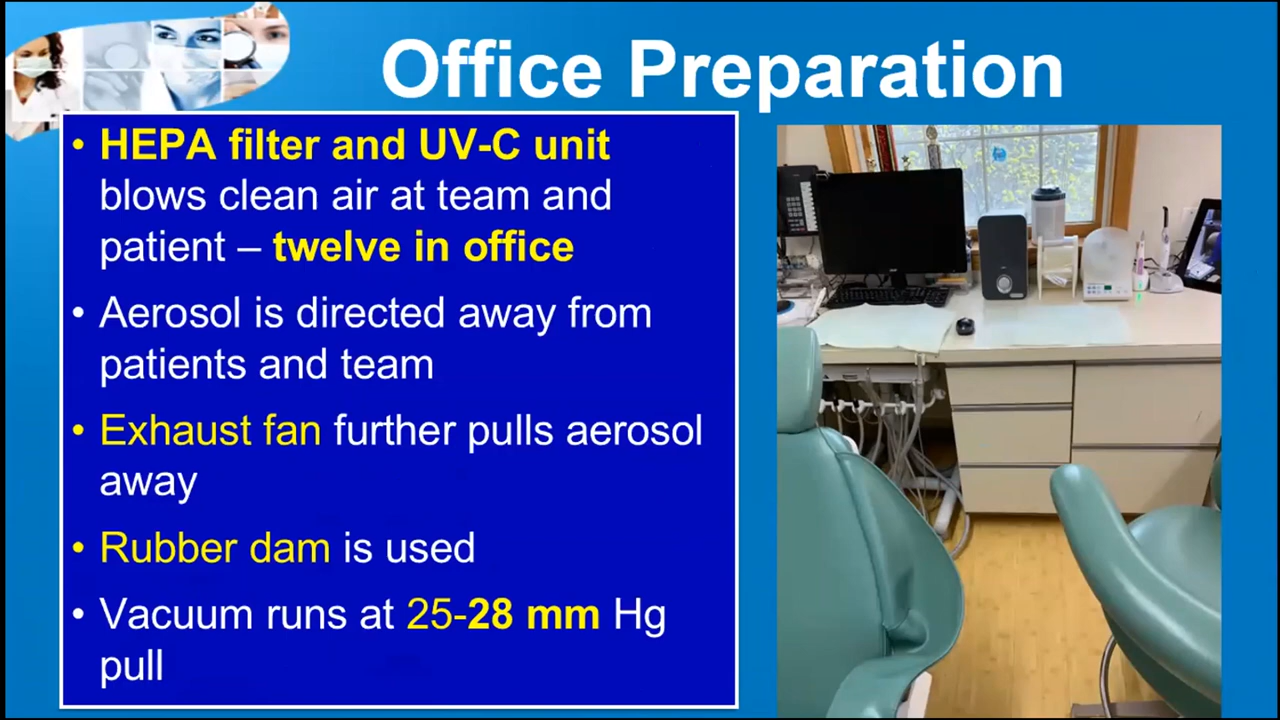 Office Preparation
• HEPA filter and UV-C unit
blows clean air at team and
patient – twelve in office
• Aerosol is directed away from
patients and team
• Exhaust fan further pulls aerosol
away
• Rubber dam is used
• Vacuum runs at 25-28 mm Hg
pull